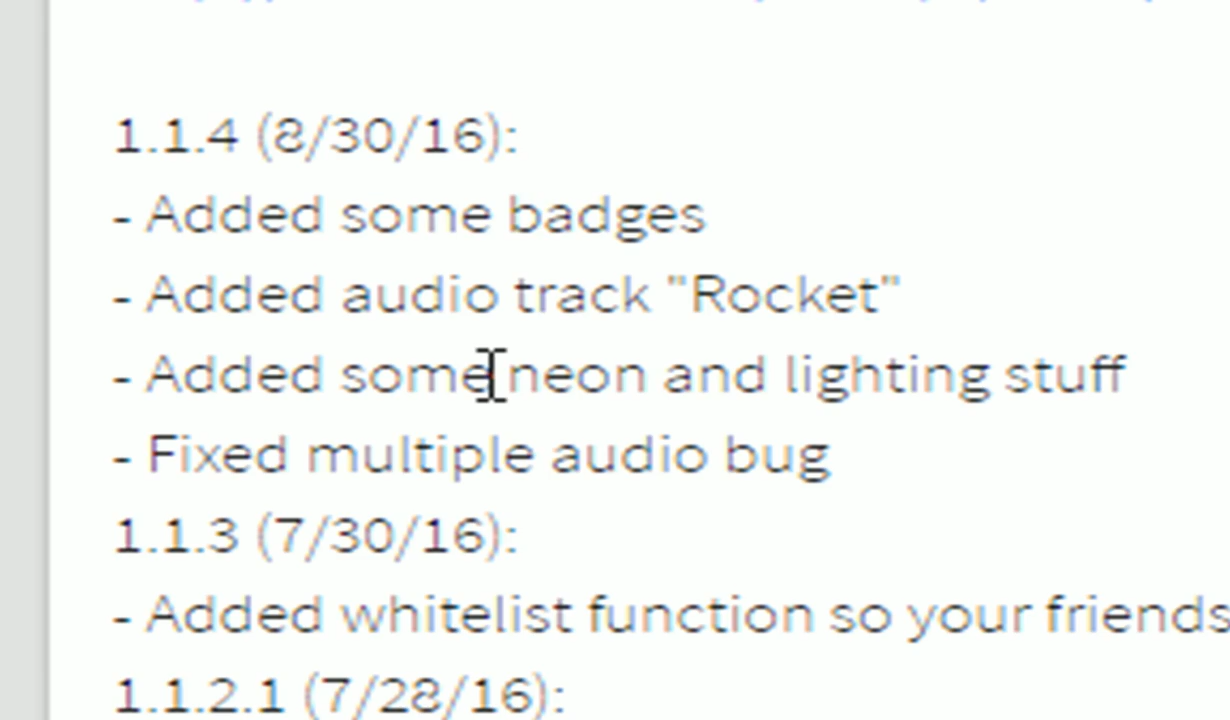 1.1.4 (8/30/16):
- Added some badges
- Added audio track "Rocket"
- Added some neon and lighting stuff
- Fixed multiple audio bug
1.1.3 (7/30/16):
- Added whitelist function so your friends
1.1.2.1 (7/28/16):